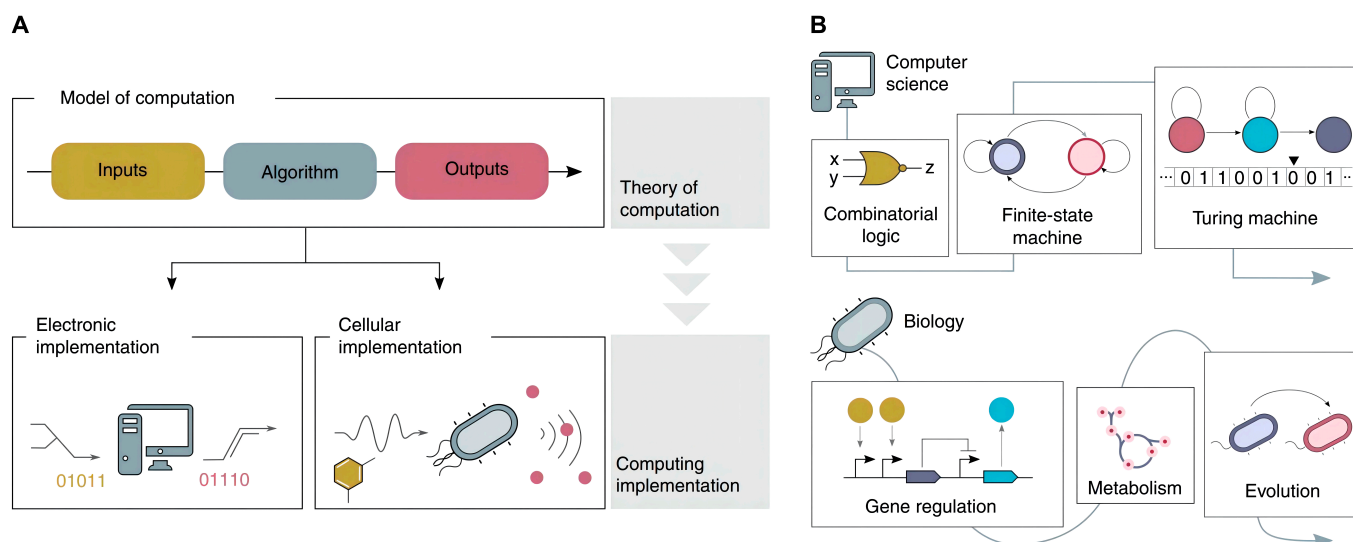 A
Model of computation
Inputs
Algorithm
Outputs
Theory of
computation
Electronic
implementation
01011
01110
Cellular
implementation
Computing
implementation
B
Computer
science
x
y
z
Combinatorial
logic
Finite-state
machine
... 0 1 1 0 0 1 0 0 1 ..
Turing machine
Biology
Gene regulation
Metabolism
Evolution